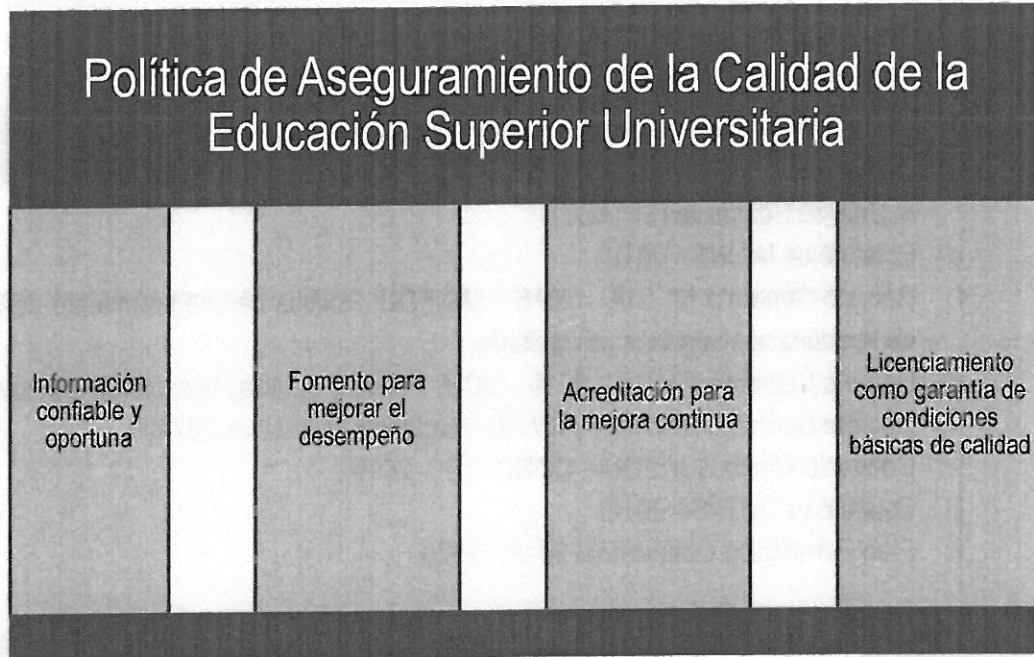 Política de Aseguramiento de la Calidad de la
Educación Superior Universitaria
Información
confiable y
oportuna
Fomento para
mejorar el
desempeño
Acreditación para
la mejora continua
Licenciamiento
como garantía de
condiciones
básicas de calidad